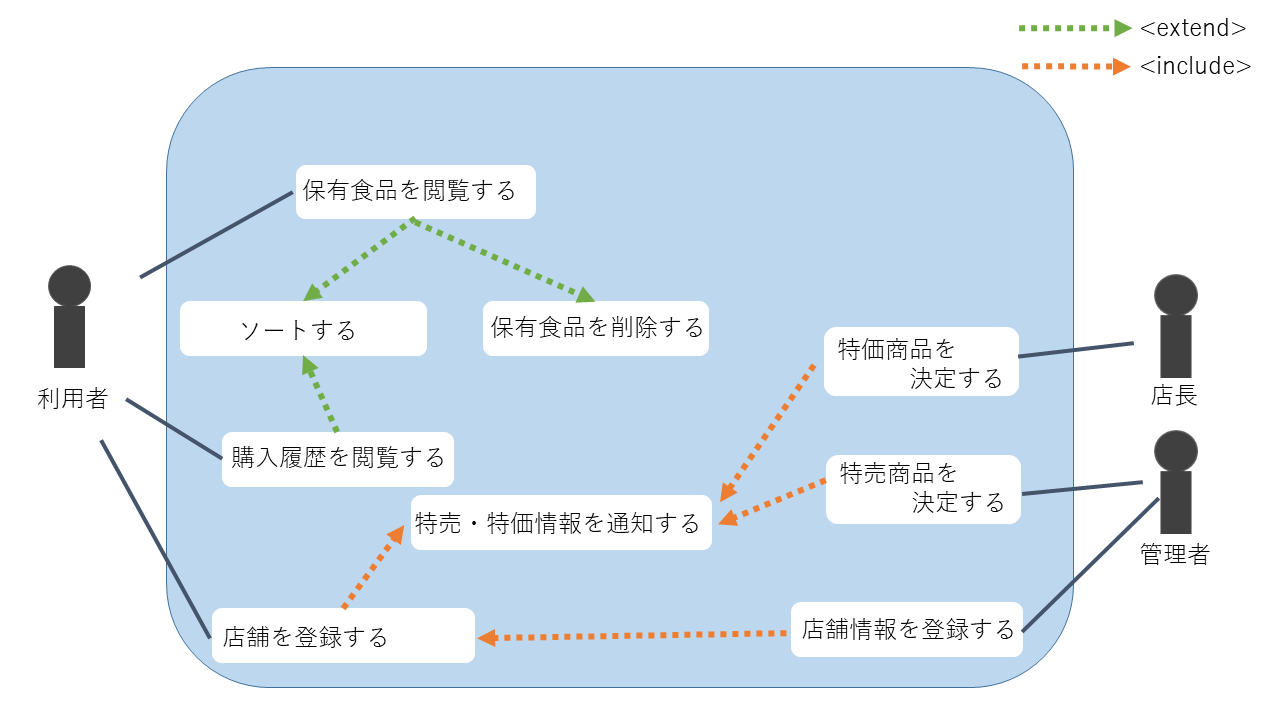 <extend>
<include>
保有食品を閲覧する
ソートする
保有食品を削除する
利用者
購入履歴を閲覧する
特価商品を
決定する
店長
特売商品を
決定する
特売・特価情報を通知する
管理者
店舗を登録する
店舗情報を登録する